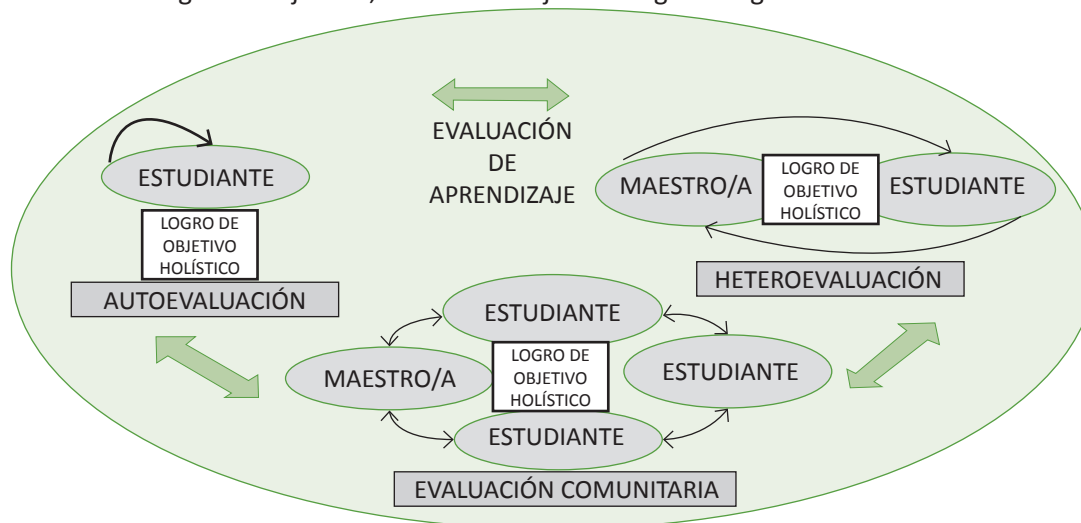 EVALUACIÓN
DE
APRENDIZAJE
ESTUDIANTE
LOGRO DE
OBJETIVO
HOLÍSTICO
AUTOEVALUACIÓN
MAESTRO/A
LOGRO DE
OBJETIVO
HOLÍSTICO
ESTUDIANTE
HETEROEVALUACIÓN
ESTUDIANTE
MAESTRO/A
LOGRO DE
OBJETIVO
HOLÍSTICO
ESTUDIANTE
ESTUDIANTE
EVALUACIÓN COMUNITARIA